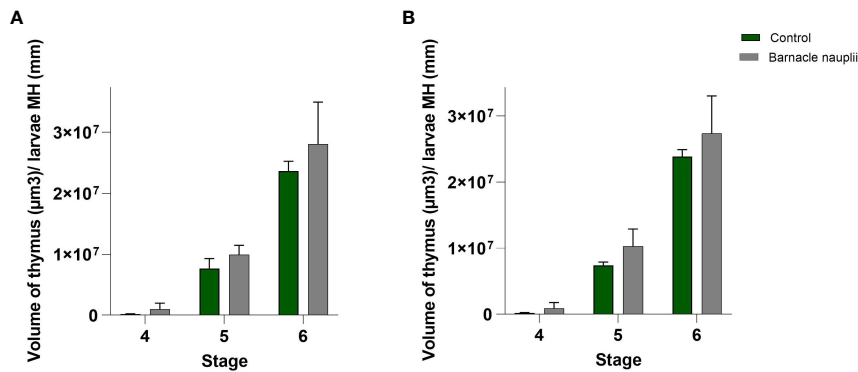 A
Volume of thymus (μm3)/ larvae MH (mm)
3×10⁷
2×10⁷
1×10⁷
0
4 5 6
Stage
B
Volume of thymus (μm3)/ larvae MH (mm)
3×10⁷
2×10⁷
1×10⁷
0
4 5 6
Stage
Control
Barnacle nauplii